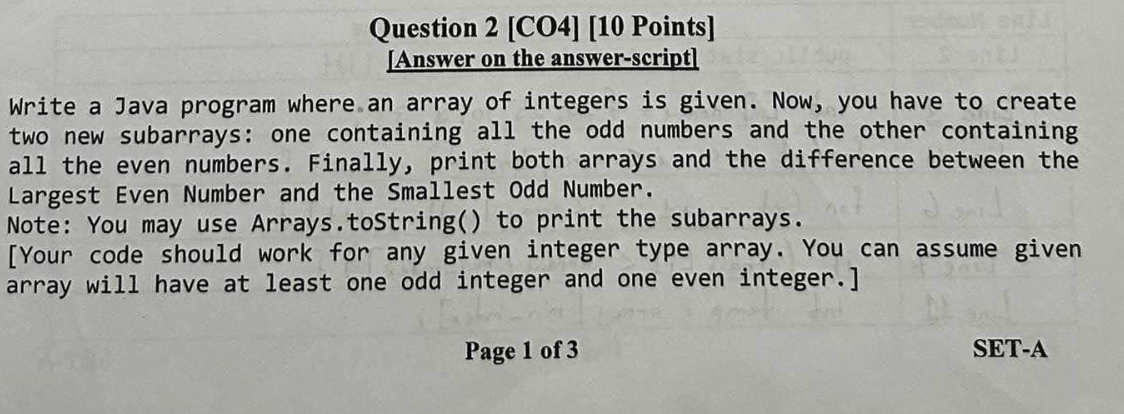 Question 2 [CO4] [10 Points]
[Answer on the answer-script]
Write a Java program where an array of integers is given. Now, you have to create
two new subarrays: one containing all the odd numbers and the other containing
all the even numbers. Finally, print both arrays and the difference between the
Largest Even Number and the Smallest Odd Number.
Note: You may use Arrays.toString() to print the subarrays.
[Your code should work for any given integer type array. You can assume given
array will have at least one odd integer and one even integer.]
Page 1 of 3
SET-A